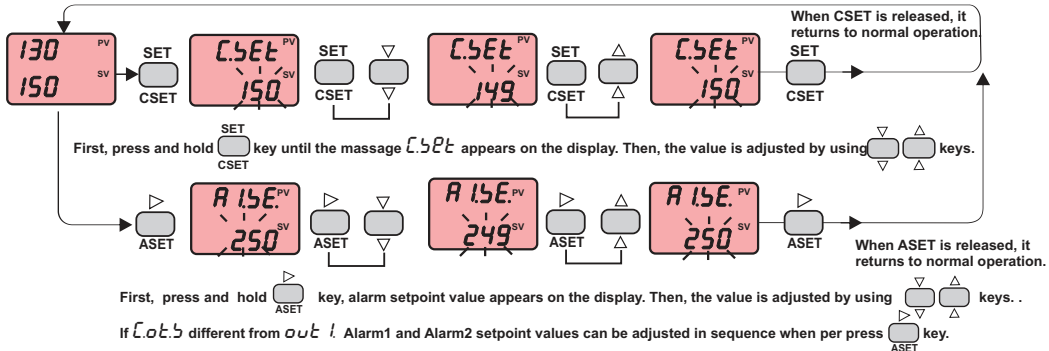 When CSET is released, it
returns to normal operation.
130 PV
150 SV
SET
CSET
C.SEt PV
150 SV
SET
CSET
C.SEt PV
149 SV
SET
CSET
C.SEt PV
150 SV
SET
CSET
First, press and hold SET CSET key until the massage C.SEt appears on the display. Then, the value is adjusted by using keys.
ASET
A1.SE. PV
250 SV
ASET
A1.SE. PV
249 SV
ASET
A1.SE. PV
250 SV
ASET
When ASET is released, it
returns to normal operation.
First, press and hold ASET key, alarm setpoint value appears on the display. Then, the value is adjusted by using keys. .
If C.ot.S different from out 1. Alarm1 and Alarm2 setpoint values can be adjusted in sequence when per press ASET key.